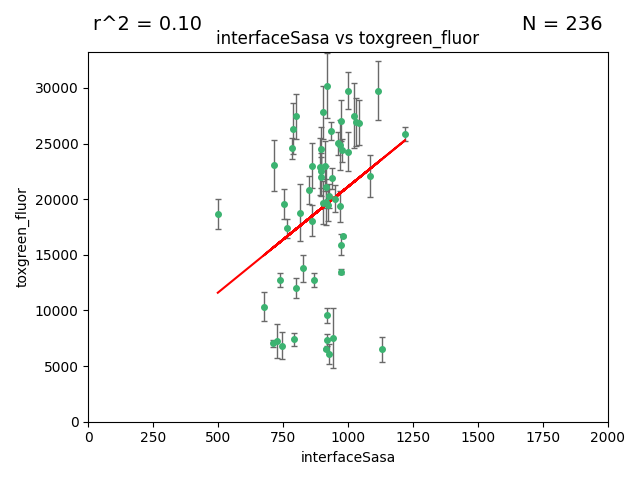 r^2 = 0.10
N = 236
interfaceSasa vs toxgreen_fluor
30000
25000
20000
15000
10000
5000
0
toxgreen_fluor
0 250 500 750 1000 1250 1500 1750 2000
interfaceSasa